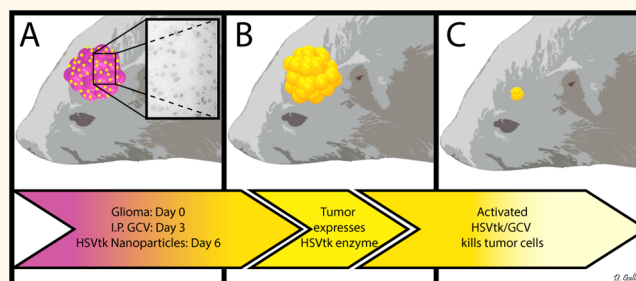 A
B
C
Glioma: Day 0
I.P. GCV: Day 3
HSVtk Nanoparticles: Day 6
Tumor
expresses
HSVtk enzyme
Activated
HSVtk/GCV
kills tumor cells